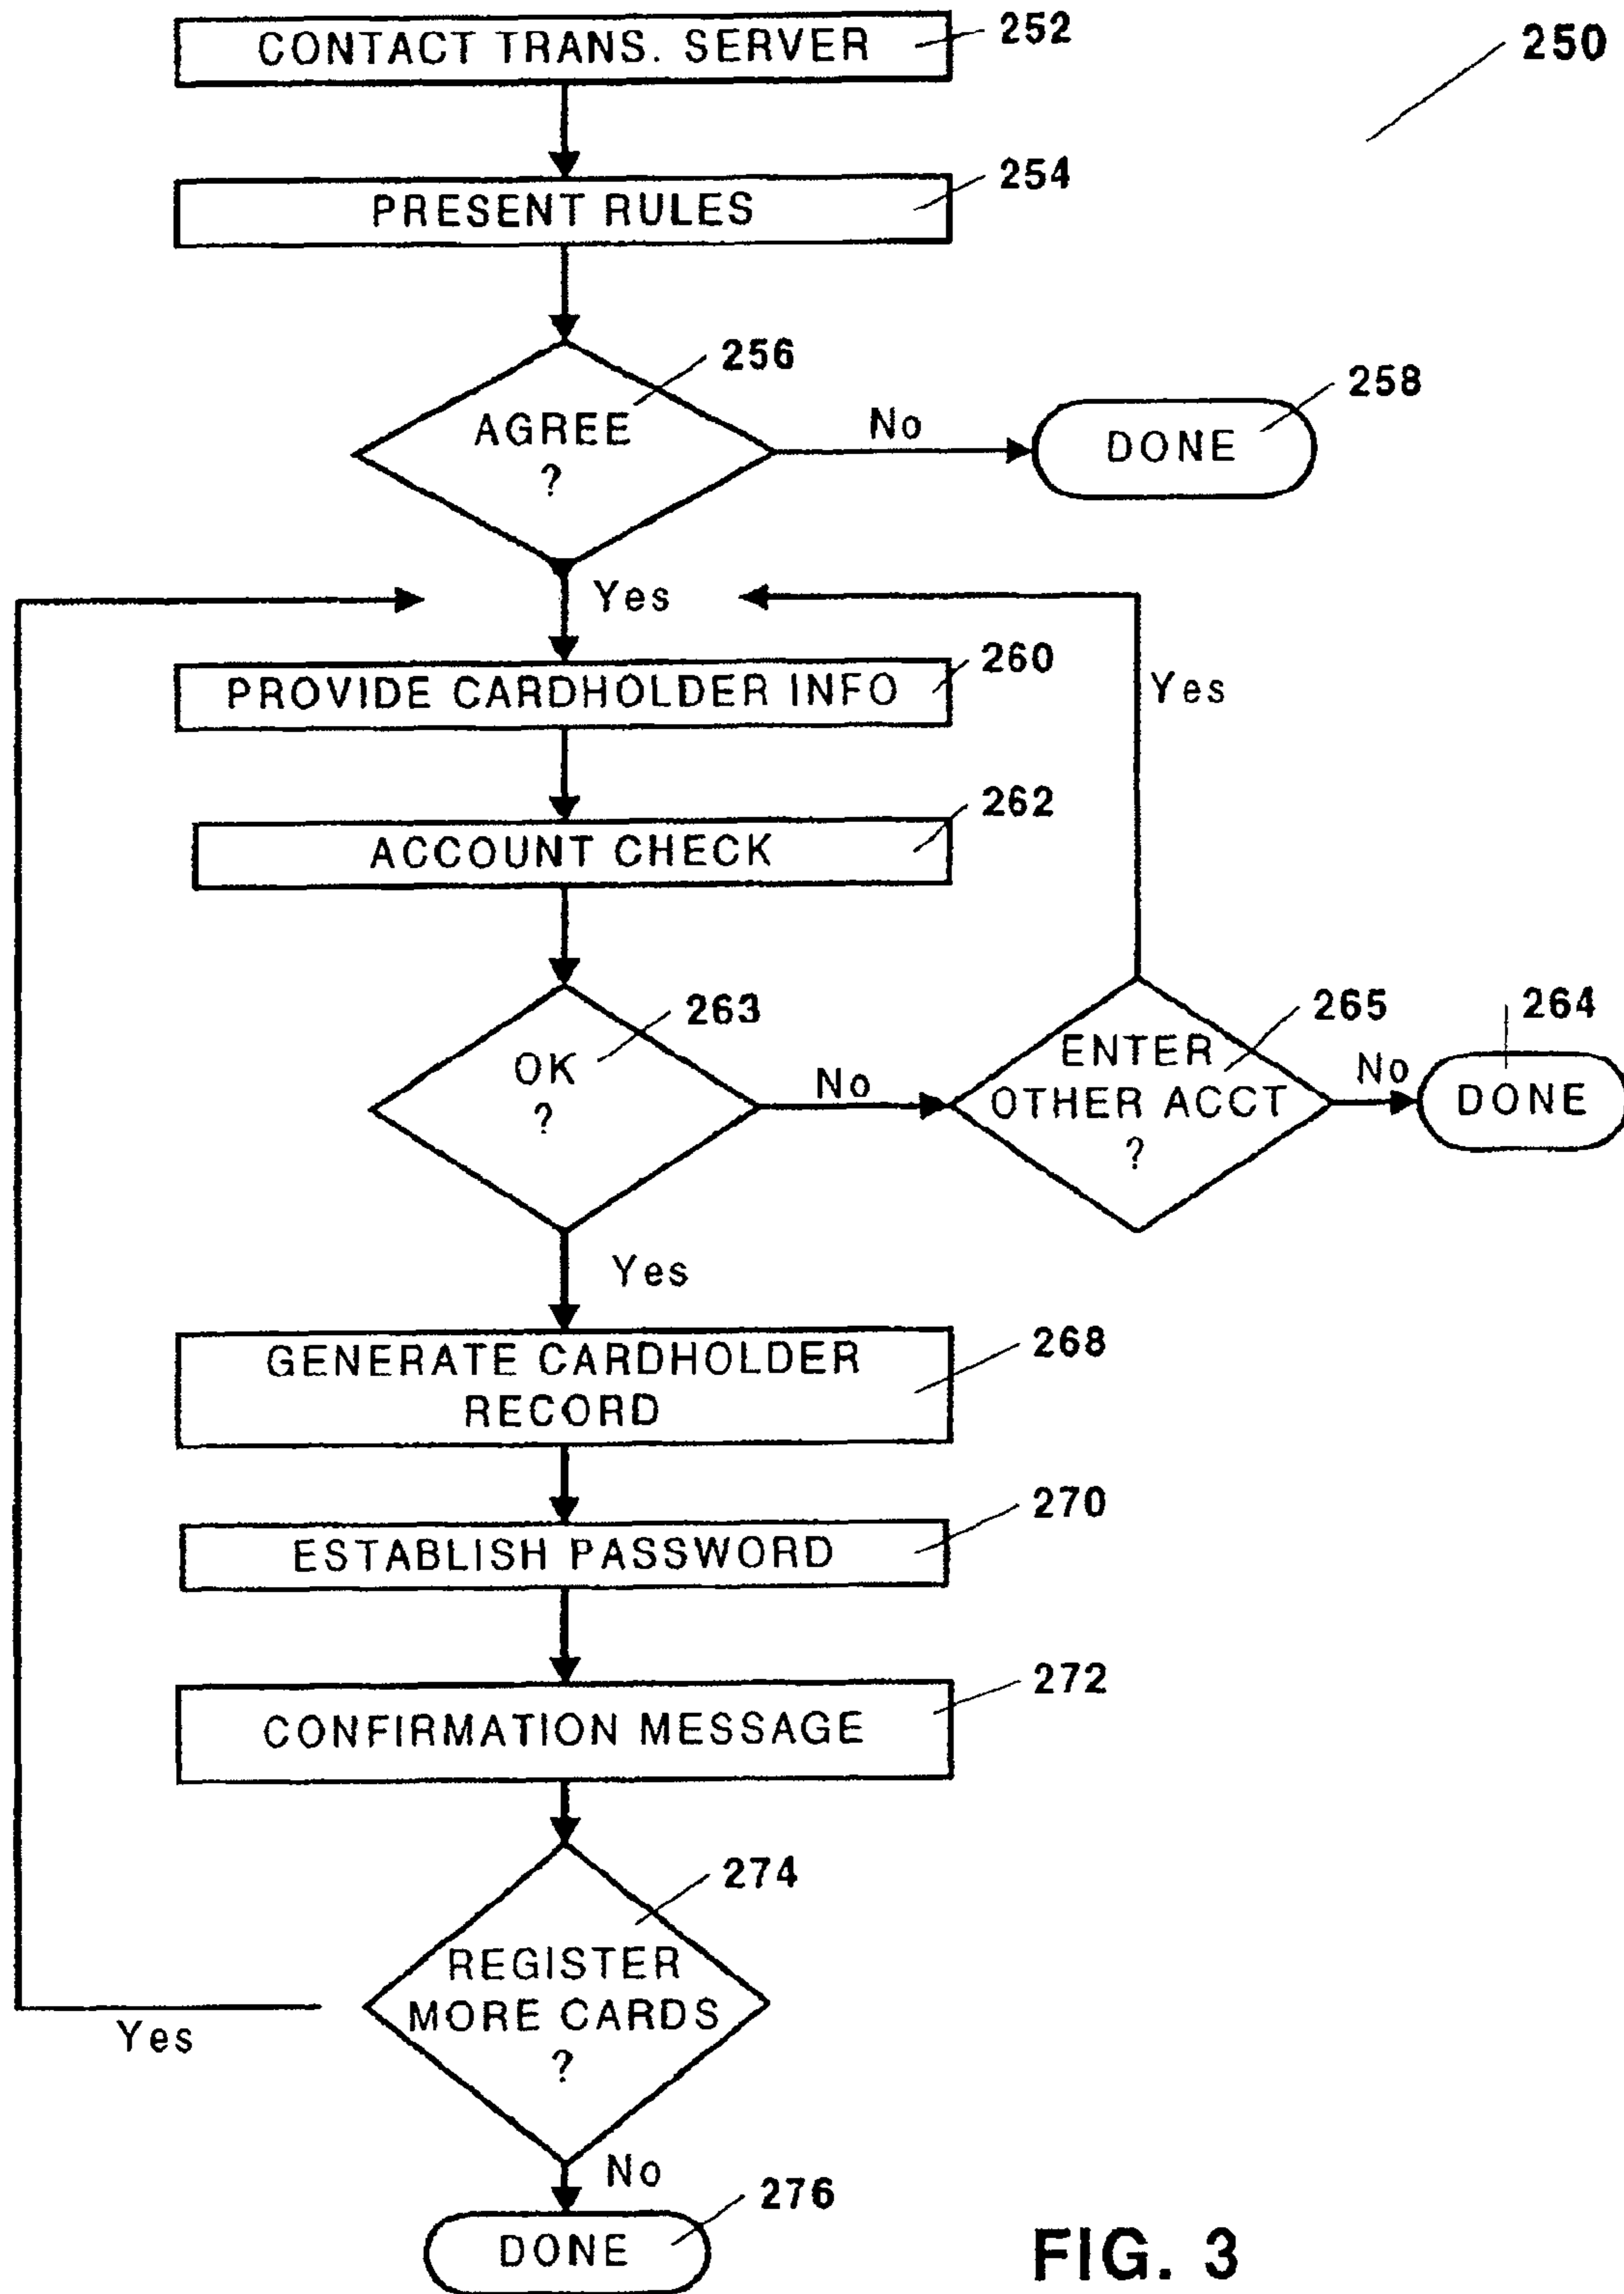 CONTACT TRANS. SERVER
252
250
PRESENT RULES
254
AGREE
?
256
No
DONE
258
Yes
PROVIDE CARDHOLDER INFO
260
Yes
ACCOUNT CHECK
262
OK
?
263
No
ENTER
OTHER ACCT
?
265
No
DONE
264
Yes
GENERATE CARDHOLDER
RECORD
268
ESTABLISH PASSWORD
270
CONFIRMATION MESSAGE
272
REGISTER
MORE CARDS
?
274
Yes
No
DONE
276
FIG. 3